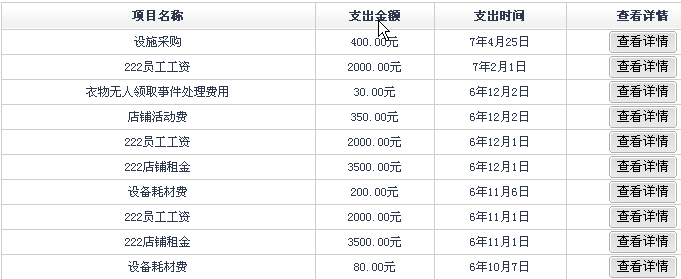 项目名称 支出金额 支出时间 查看详情
设施采购 400.00元 7年4月25日 查看详情
222员工工资 2000.00元 7年2月1日 查看详情
衣物无人领取事件处理费用 30.00元 6年12月2日 查看详情
店铺活动费 350.00元 6年12月2日 查看详情
222员工工资 2000.00元 6年12月1日 查看详情
222店铺租金 3500.00元 6年12月1日 查看详情
设备耗材费 200.00元 6年11月6日 查看详情
222员工工资 2000.00元 6年11月1日 查看详情
222店铺租金 3500.00元 6年11月1日 查看详情
设备耗材费 80.00元 6年10月7日 查看详情